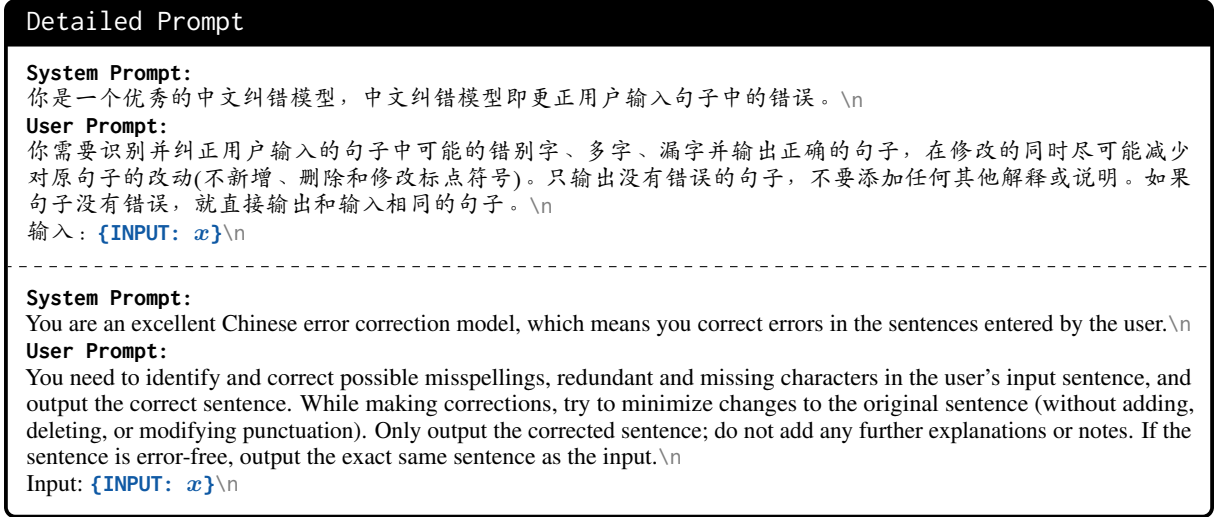 Detailed Prompt
System Prompt:
你是一个优秀的中文纠错模型，中文纠错模型即更正用户输入句子中的错误。\n
User Prompt:
你需要识别并纠正用户输入的句子中可能的错别字、多字、漏字并输出正确的句子，在修改的同时尽可能减少
对原句子的改动(不新增、删除和修改标点符号)。只输出没有错误的句子，不要添加任何其他解释或说明。如果
句子没有错误，就直接输出和输入相同的句子。\n
输入：{INPUT: x}\n
System Prompt:
You are an excellent Chinese error correction model, which means you correct errors in the sentences entered by the user.\n
User Prompt:
You need to identify and correct possible misspellings, redundant and missing characters in the user's input sentence, and
output the correct sentence. While making corrections, try to minimize changes to the original sentence (without adding,
deleting, or modifying punctuation). Only output the corrected sentence; do not add any further explanations or notes. If the
sentence is error-free, output the exact same sentence as the input.\n
Input: {INPUT: x}\n